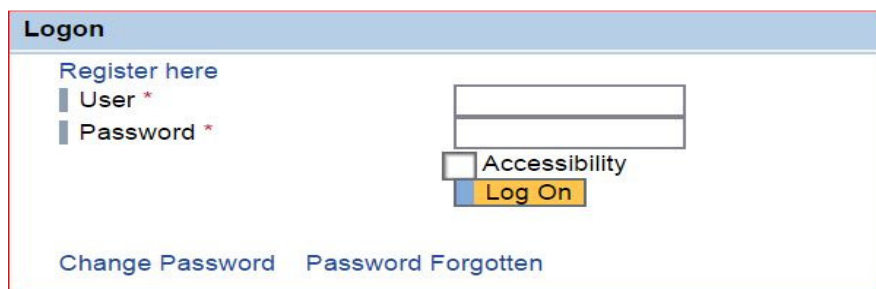 Logon
Register here
User *
Password *
Accessibility
Log On
Change Password Password Forgotten